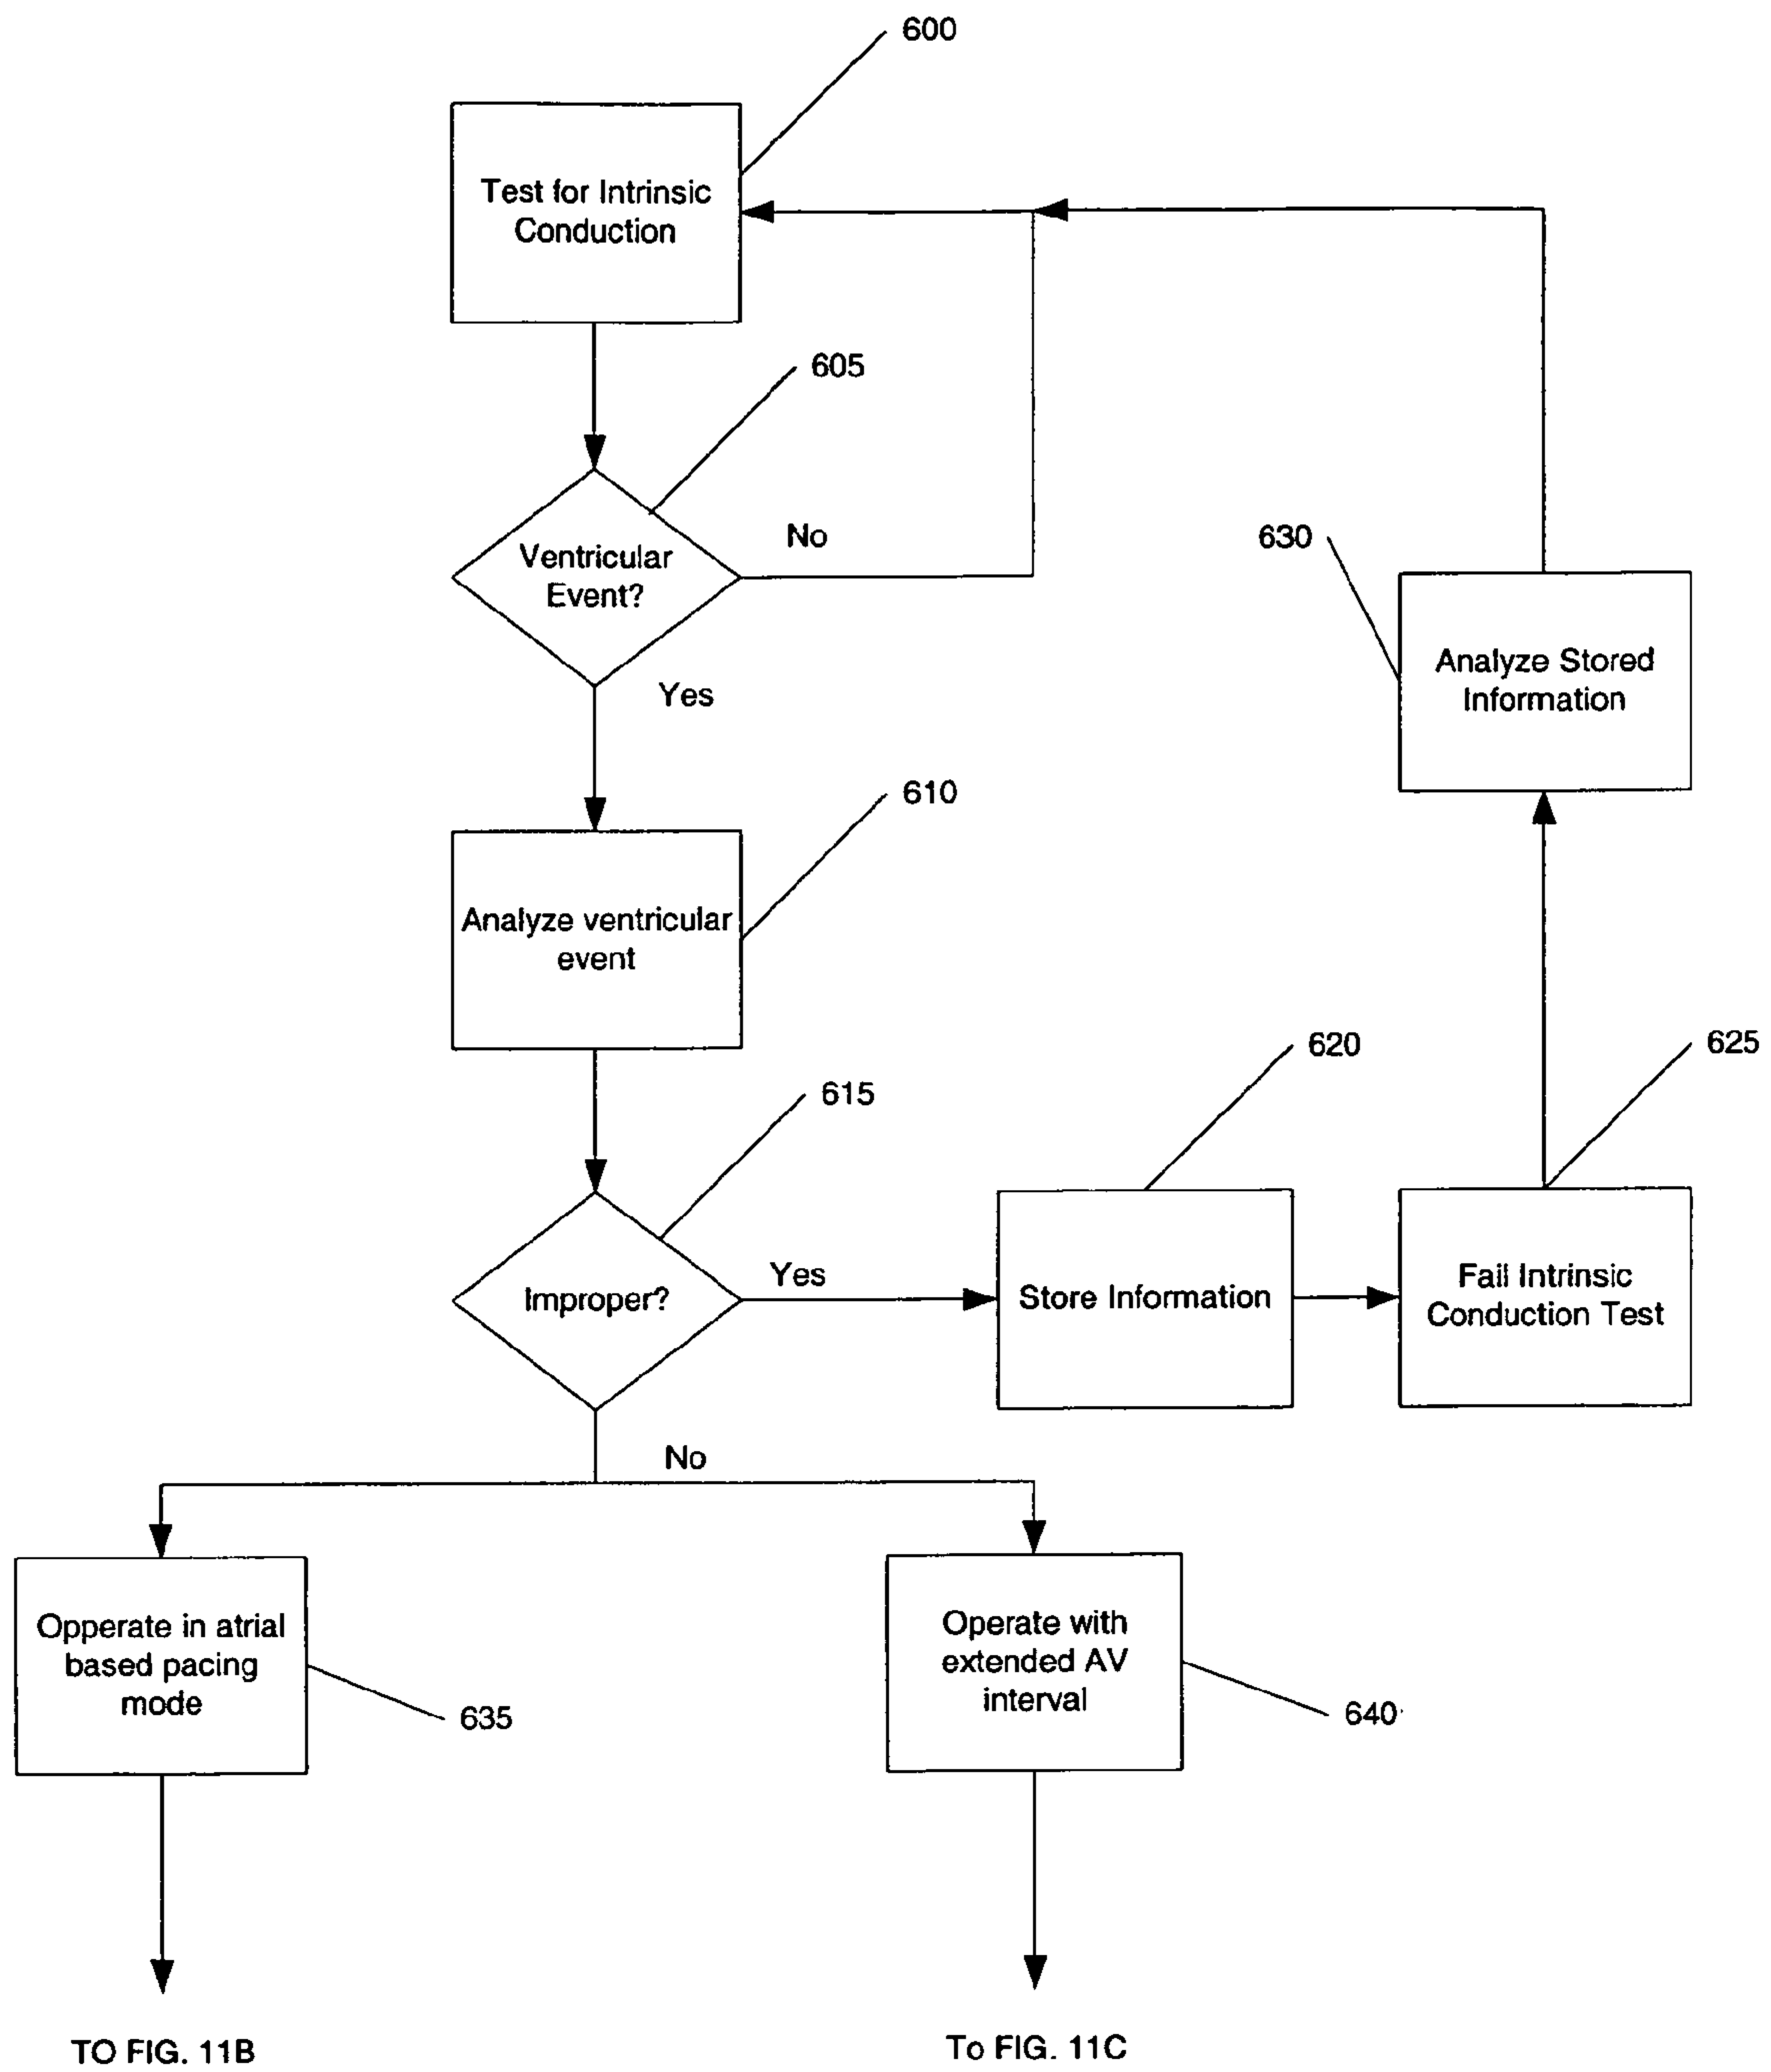 600
Test for Intrinsic
Conduction
605
Ventricular
Event?
No
Yes
630
Analyze Stored
Information
610
Analyze ventricular
event
615
620
625
Improper?
Yes
Store Information
Fail Intrinsic
Conduction Test
No
Opperate in atrial
based pacing
mode
635
Operate with
extended AV
interval
640
TO FIG. 11B
To FIG. 11C